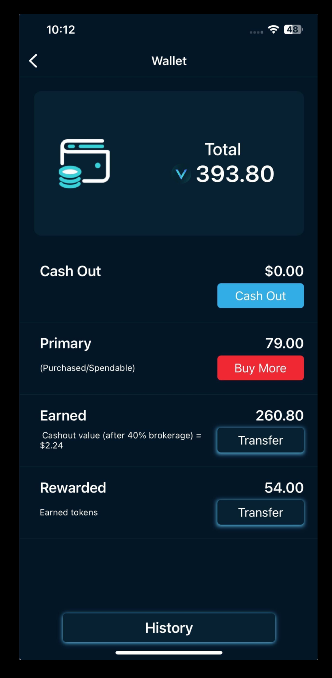 10:12
48
Wallet
Total
393.80
Cash Out
$0.00
Cash Out
Primary
79.00
(Purchased/Spendable)
Buy More
Earned
260.80
Cashout value (after 40% brokerage) =
$2.24
Transfer
Rewarded
54.00
Earned tokens
Transfer
History